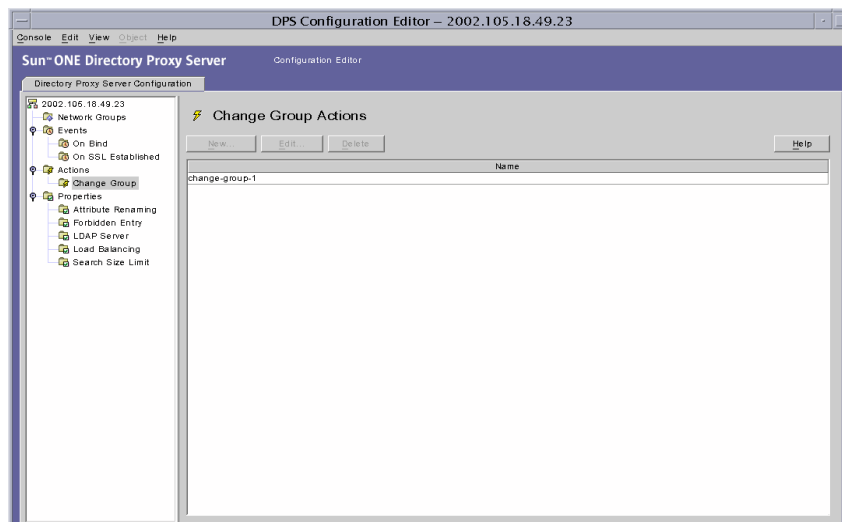 DPS Configuration Editor – 2002.105.18.49.23
Console Edit View Object Help
Sun™ ONE Directory Proxy Server
Configuration Editor
Directory Proxy Server Configuration
2002.105.18.49.23
Network Groups
Events
On Bind
On SSL Established
Actions
Change Group
Properties
Attribute Renaming
Forbidden Entry
LDAP Server
Load Balancing
Search Size Limit
Change Group Actions
New... Edit... Delete Help
Name
change-group-1